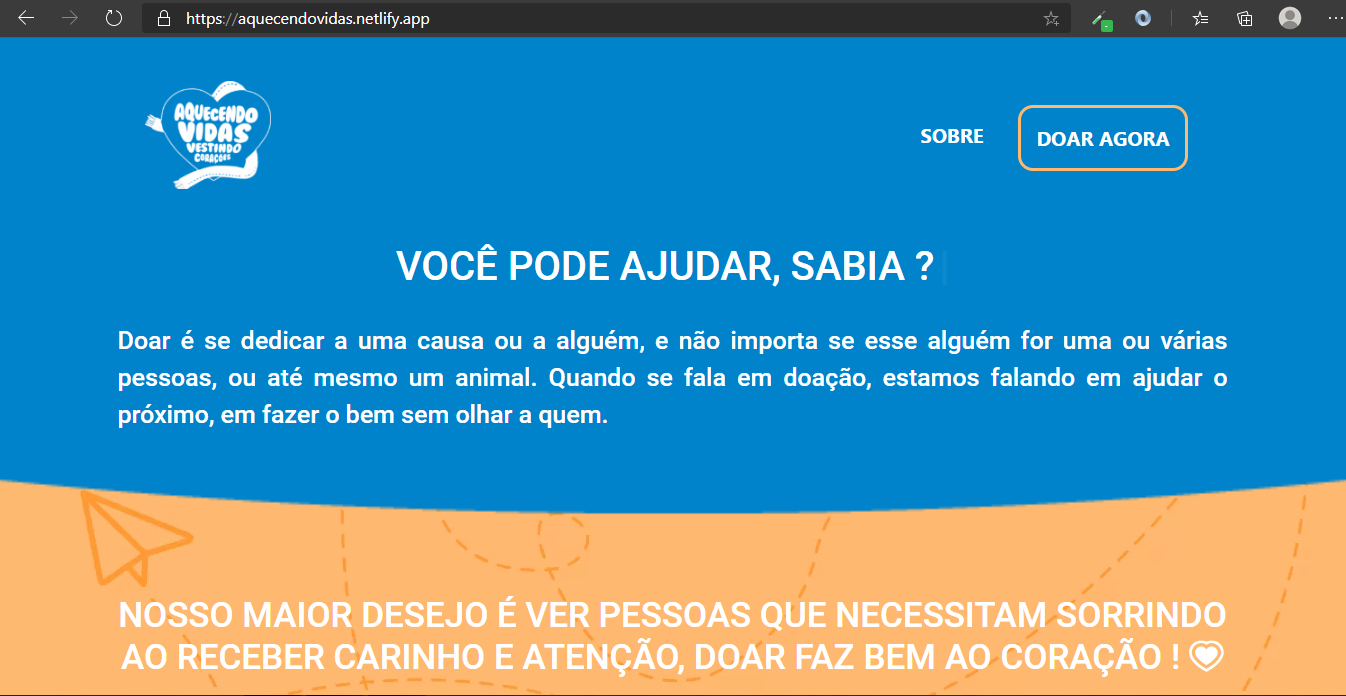 https://aquecendovidas.netlify.app
AQUECENDO
VIDAS
VESTINDO
CORAÇÕES
SOBRE
DOAR AGORA
VOCÊ PODE AJUDAR, SABIA ?
Doar é se dedicar a uma causa ou a alguém, e não importa se esse alguém for uma ou várias
pessoas, ou até mesmo um animal. Quando se fala em doação, estamos falando em ajudar o
próximo, em fazer o bem sem olhar a quem.
NOSSO MAIOR DESEJO É VER PESSOAS QUE NECESSITAM SORRINDO
AO RECEBER CARINHO E ATENÇÃO, DOAR FAZ BEM AO CORAÇÃO !